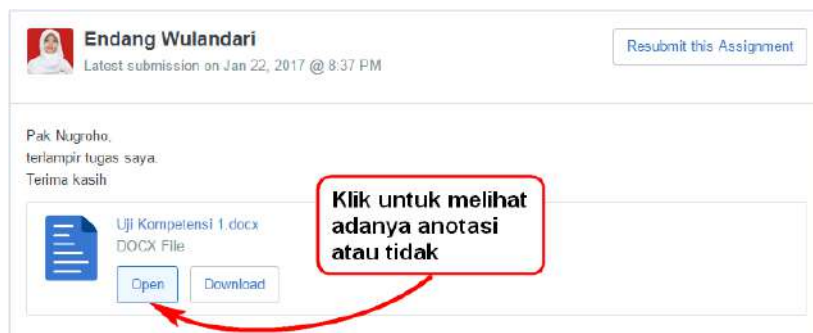 Endang Wulandari
Resubmit this Assignment
Latest submission on Jan 22, 2017 @ 8:37 PM
Pak Nugroho,
terlampir tugas saya.
Terima kasih
Klik untuk melihat
adanya anotasi
atau tidak
Uji Kompetensi 1.docx
DOCX File
Open
Download